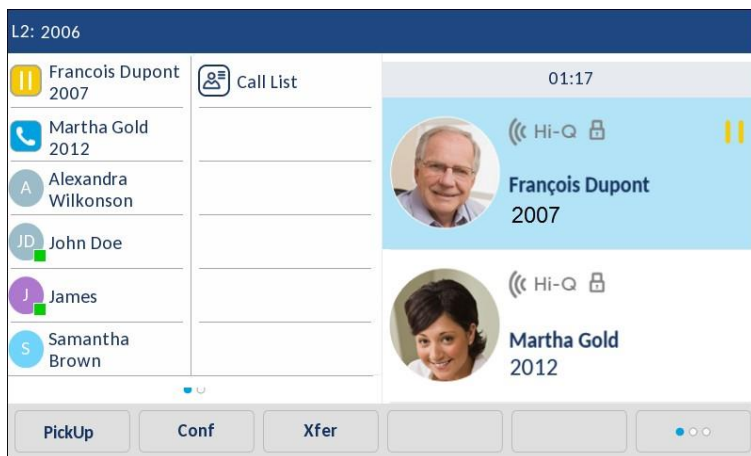 L2: 2006
Francois Dupont
2007
Martha Gold
2012
A
Alexandra
Wilkonson
JD
John Doe
J
James
S
Samantha
Brown
Call List
01:17
Hi-Q
François Dupont
2007
Hi-Q
Martha Gold
2012
PickUp
Conf
Xfer